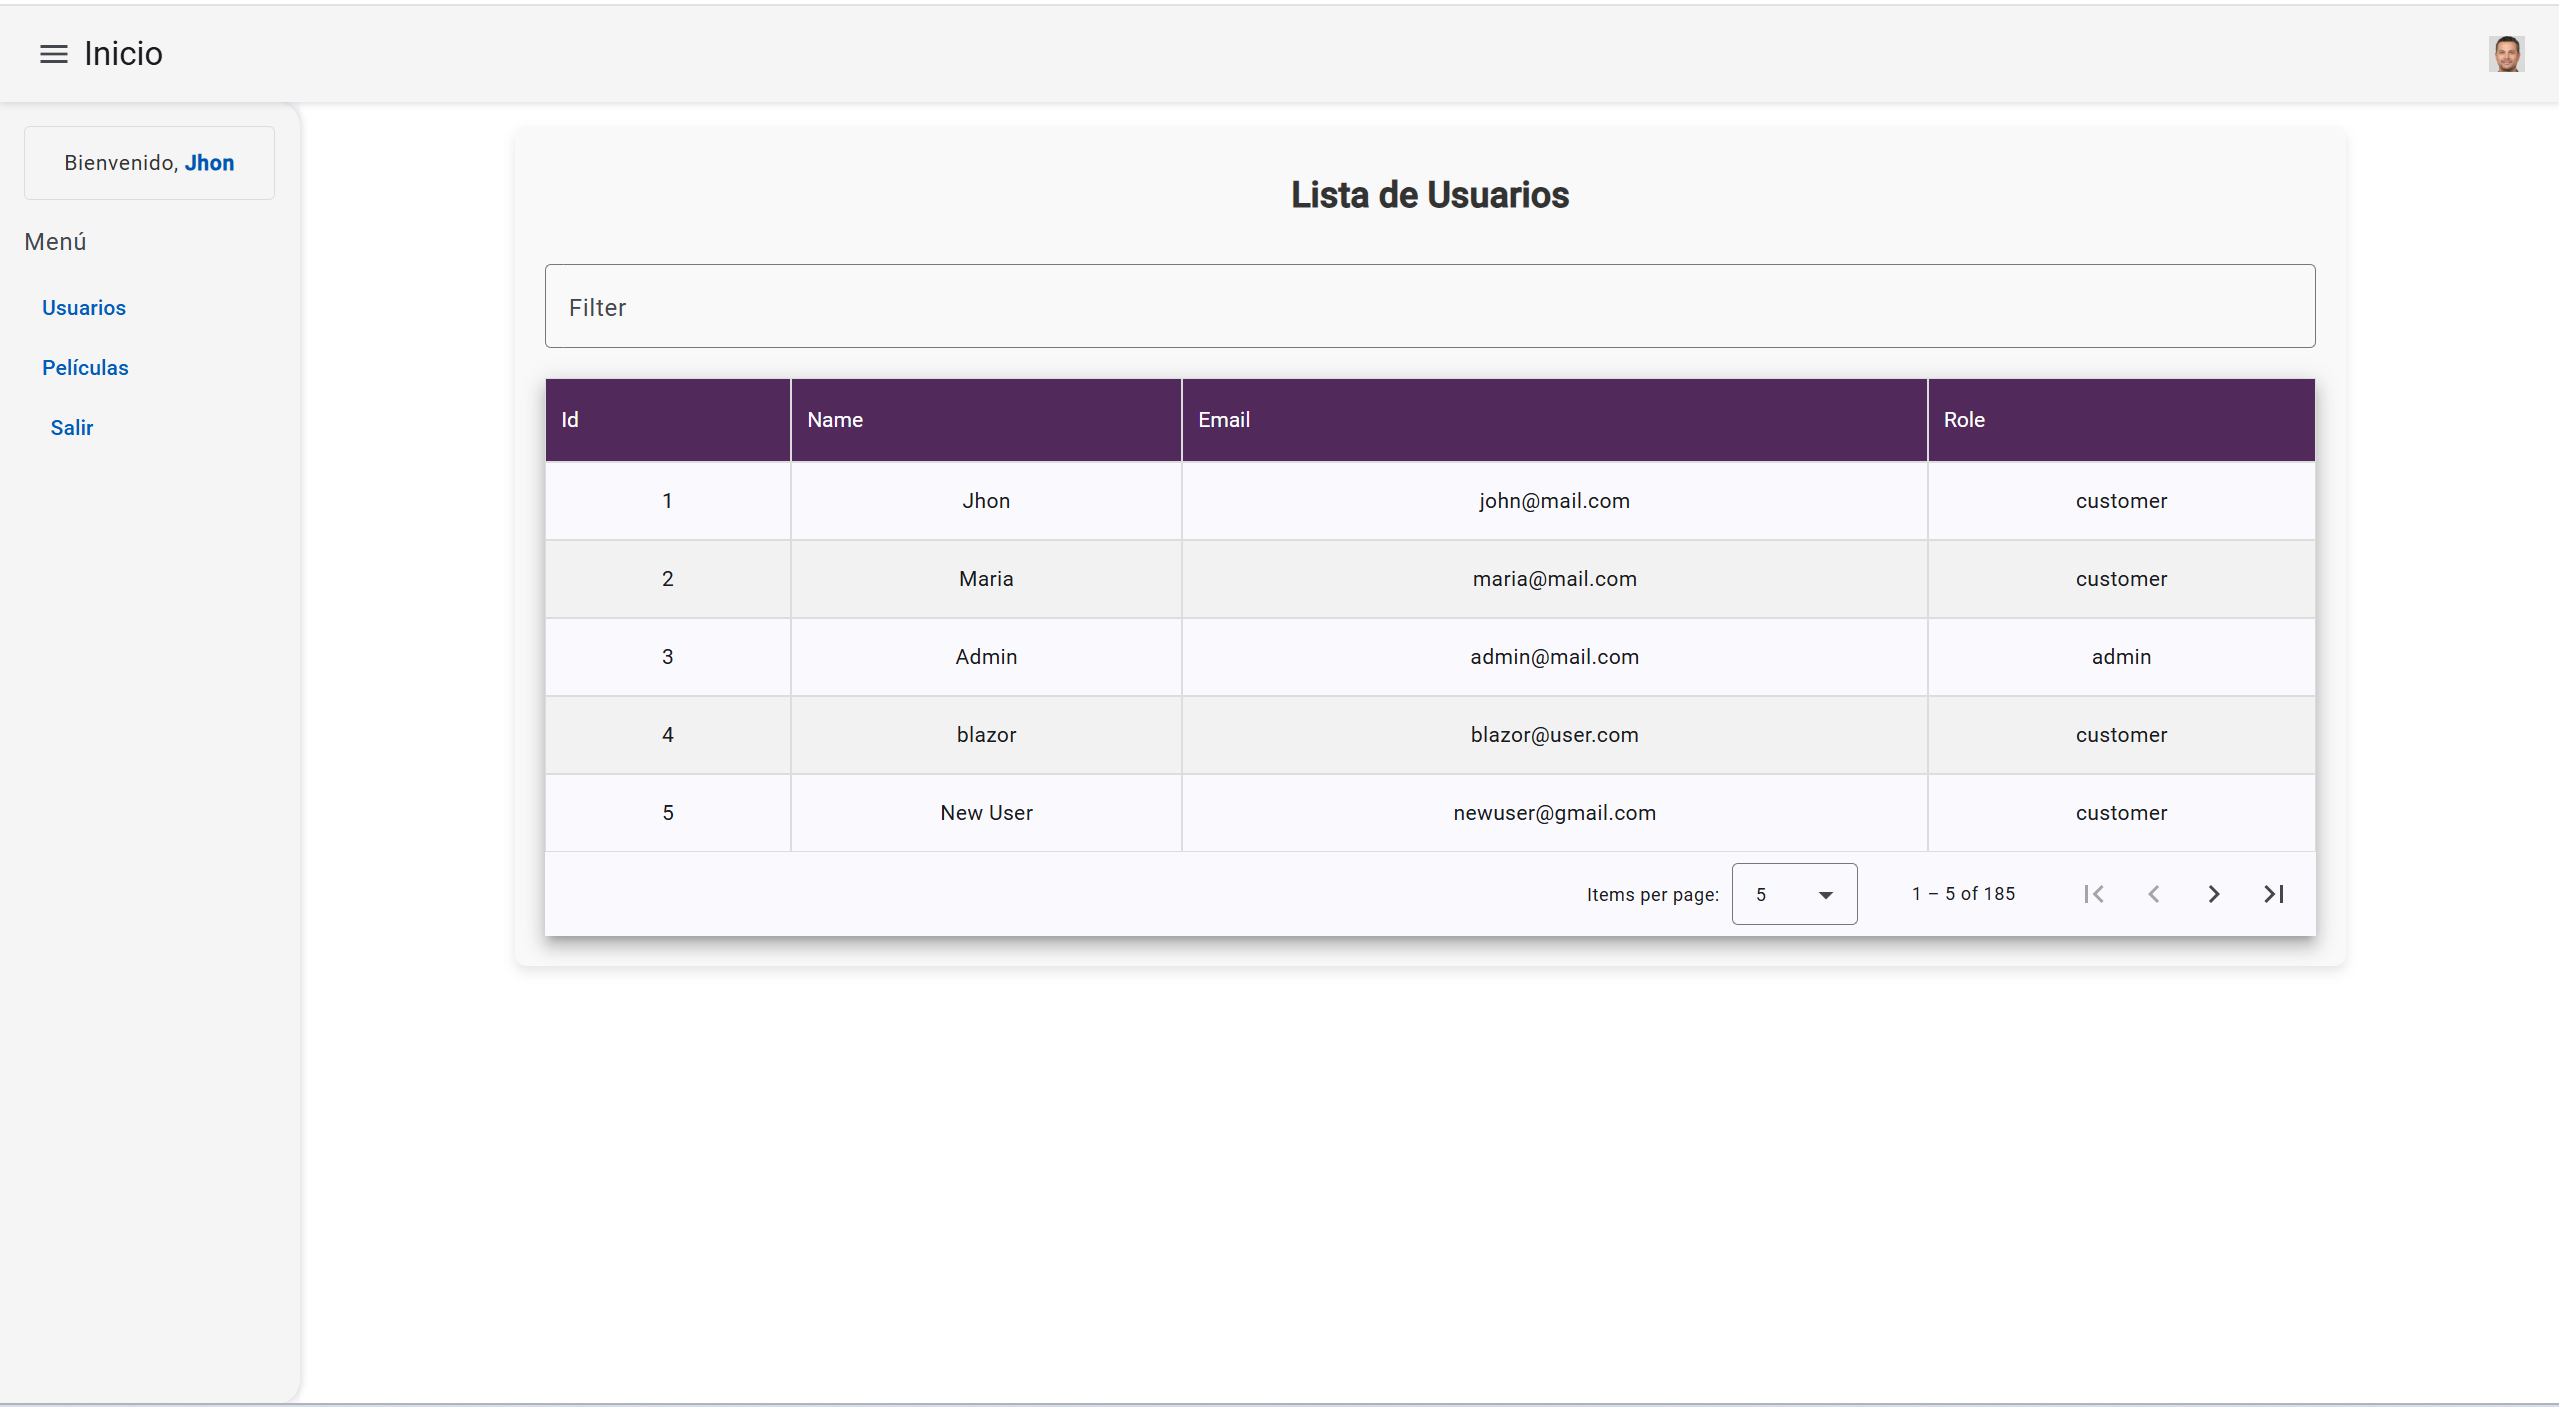 Inicio
Bienvenido, Jhon
Menú
Usuarios
Películas
Salir
Lista de Usuarios
Filter
Id Name Email Role
1 Jhon john@mail.com customer
2 Maria maria@mail.com customer
3 Admin admin@mail.com admin
4 blazor blazor@user.com customer
5 New User newuser@gmail.com customer
Items per page: 5 1 – 5 of 185